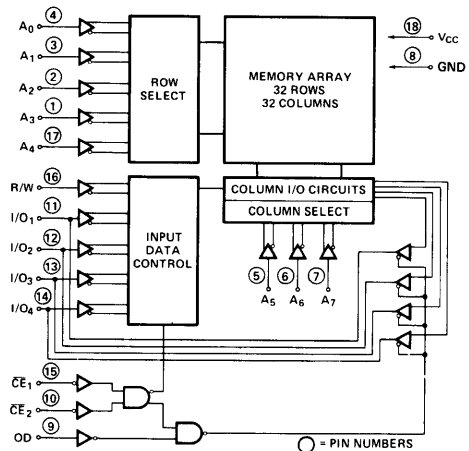 A0 4
A1 3
A2 2
A3 1
A4 17
ROW
SELECT
MEMORY ARRAY
32 ROWS
32 COLUMNS
18 VCC
8 GND
R/W 16
I/O1 11
I/O2 12
I/O3 13
I/O4 14
INPUT
DATA
CONTROL
COLUMN I/O CIRCUITS
COLUMN SELECT
5 6 7
A5 A6 A7
CE1 15
CE2 10
OD 9
= PIN NUMBERS